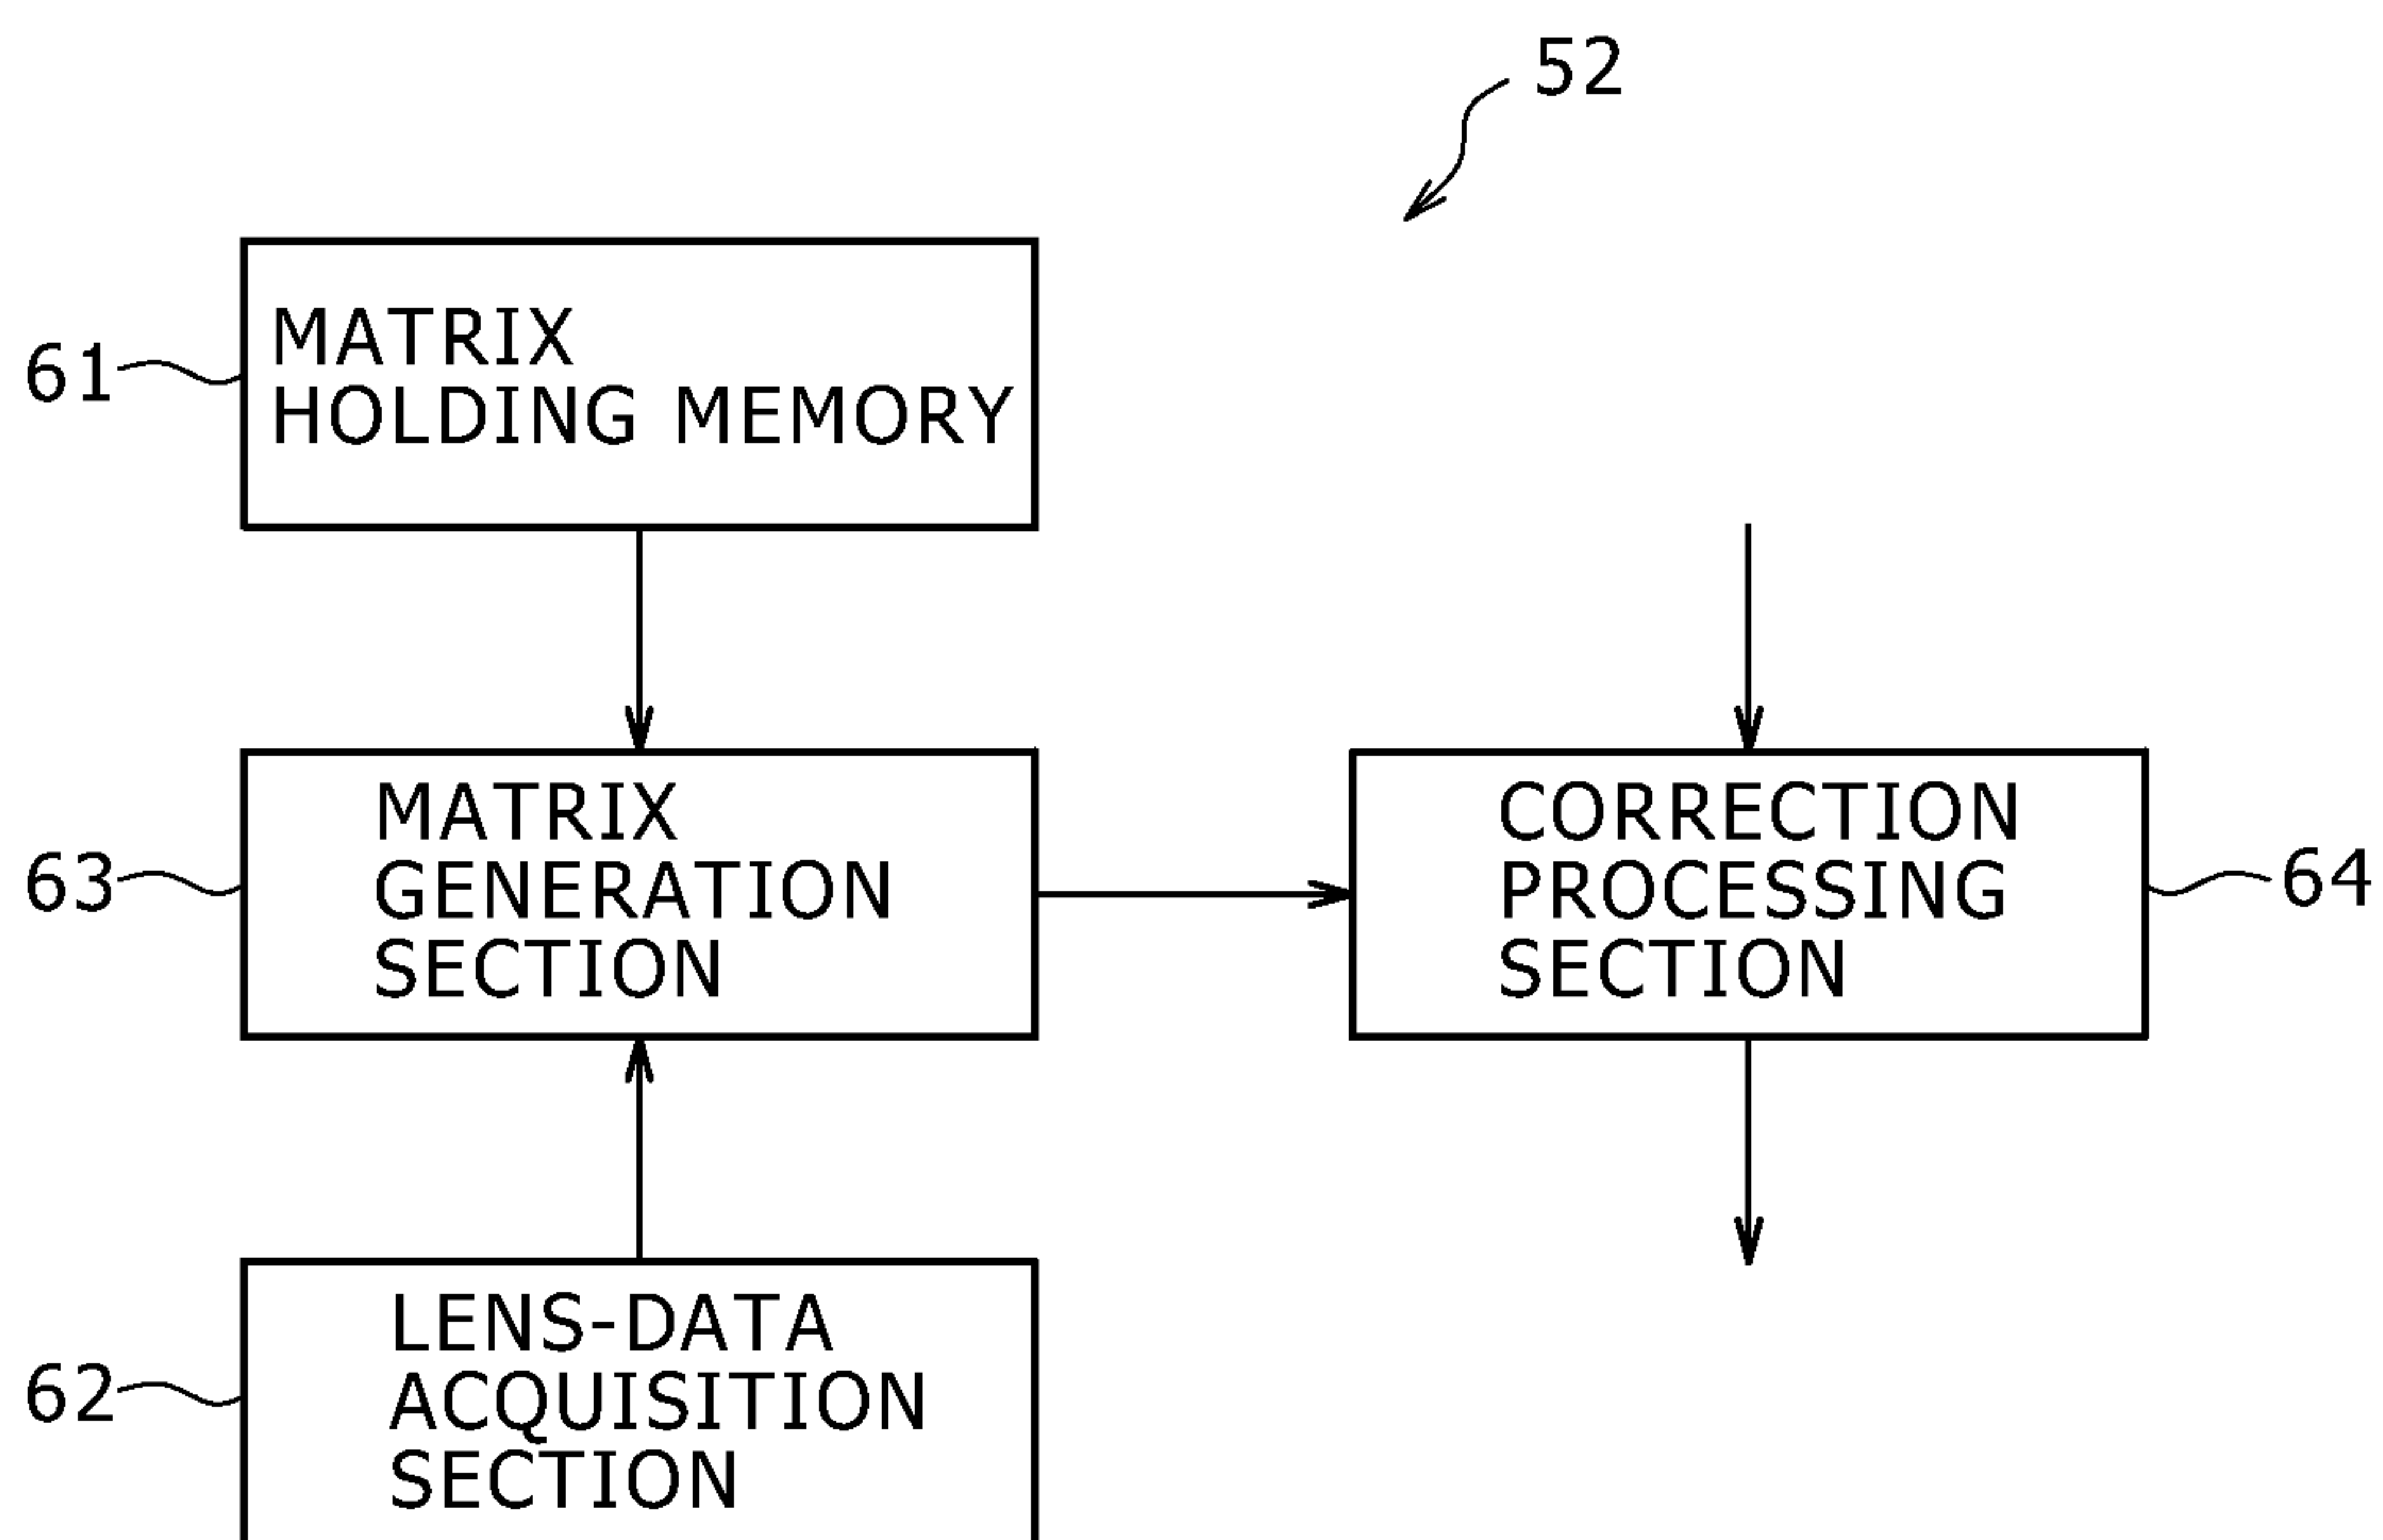 52
61
MATRIX
HOLDING MEMORY
63
MATRIX
GENERATION
SECTION
CORRECTION
PROCESSING
SECTION
64
62
LENS-DATA
ACQUISITION
SECTION